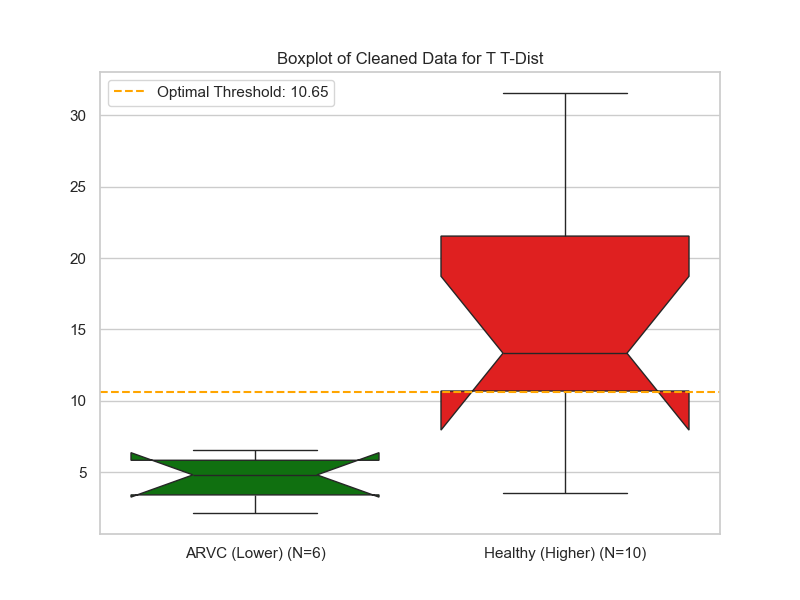 Boxplot of Cleaned Data for T T-Dist
Optimal Threshold: 10.65
30
25
20
15
10
5
ARVC (Lower) (N=6)
Healthy (Higher) (N=10)